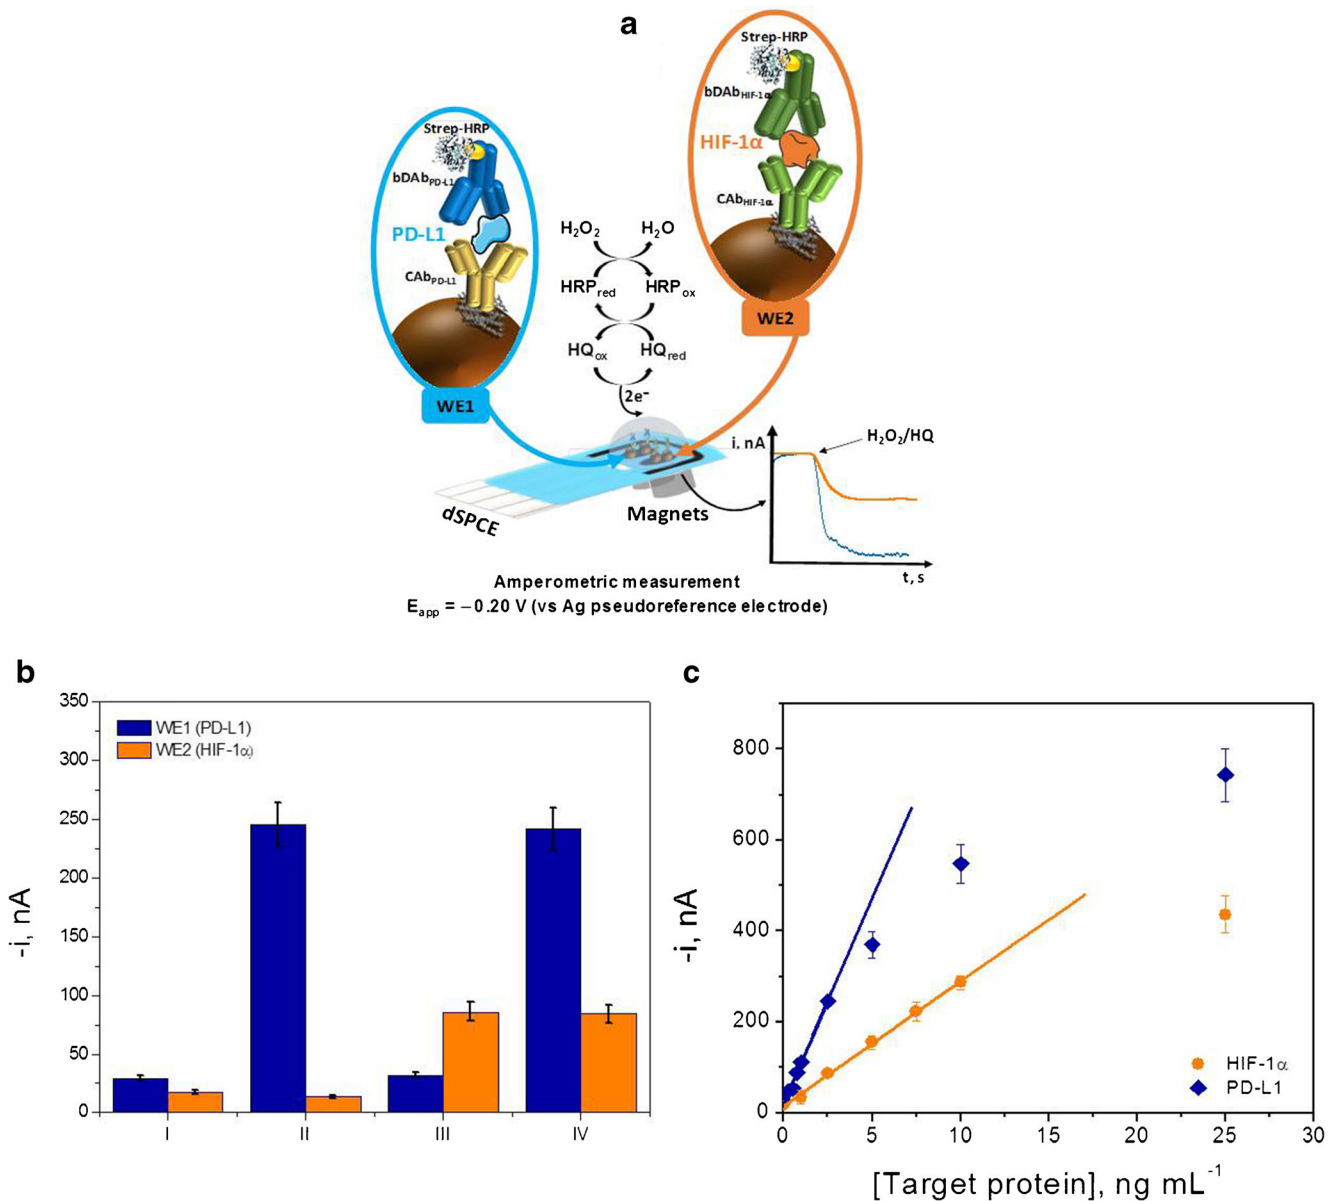 a
Strep-HRP
bDAbHIF-1α
HIF-1α
CAbHIF-1α
WE2
Strep-HRP
bDAbPD-L1
PD-L1
CAbPD-L1
WE1
H2O2 H2O
HRPred HRPox
HQox HQred
2e−
dSPCE
Magnets
i, nA
H2O2/HQ
t, s
Amperometric measurement
Eapp = −0.20 V (vs Ag pseudoreference electrode)
b
350
300
250
200
150
100
50
0
-i, nA
WE1 (PD-L1)
WE2 (HIF-1α)
I II III IV
c
800
600
400
200
0
-i, nA
HIF-1α
PD-L1
0 5 10 15 20 25 30
[Target protein], ng mL-1